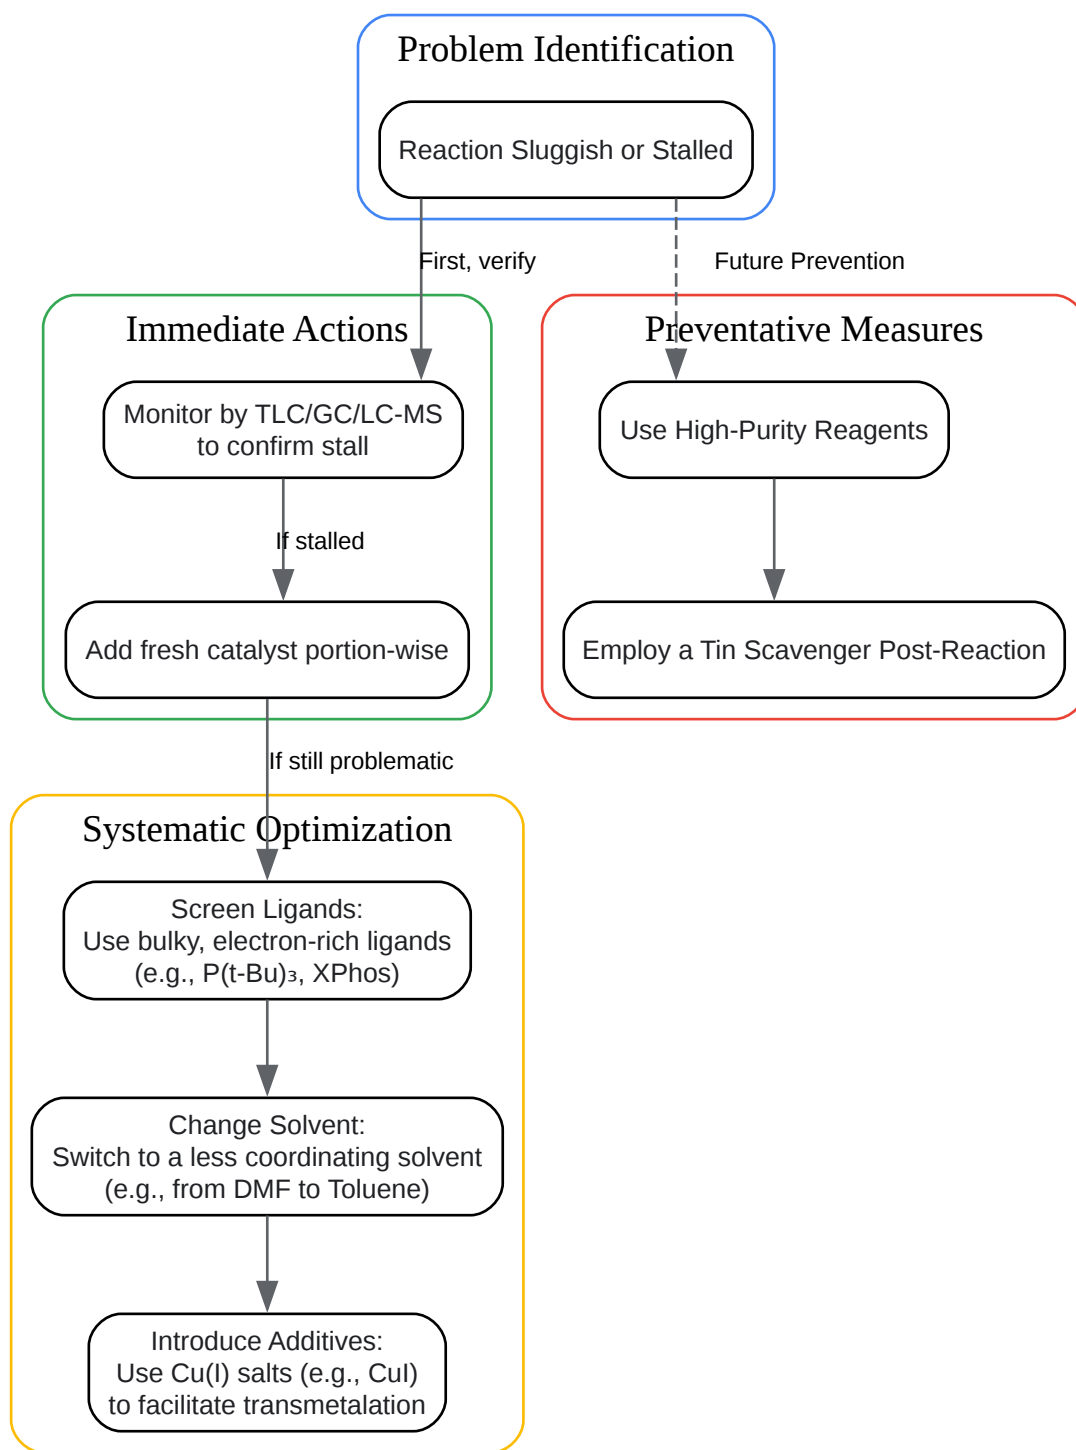 Problem Identification
Reaction Sluggish or Stalled
First, verify
Future Prevention
Immediate Actions
Monitor by TLC/GC/LC-MS
to confirm stall
If stalled
Add fresh catalyst portion-wise
Preventative Measures
Use High-Purity Reagents
Employ a Tin Scavenger Post-Reaction
If still problematic
Systematic Optimization
Screen Ligands:
Use bulky, electron-rich ligands
(e.g., P(t-Bu)₃, XPhos)
Change Solvent:
Switch to a less coordinating solvent
(e.g., from DMF to Toluene)
Introduce Additives:
Use Cu(I) salts (e.g., CuI)
to facilitate transmetalation